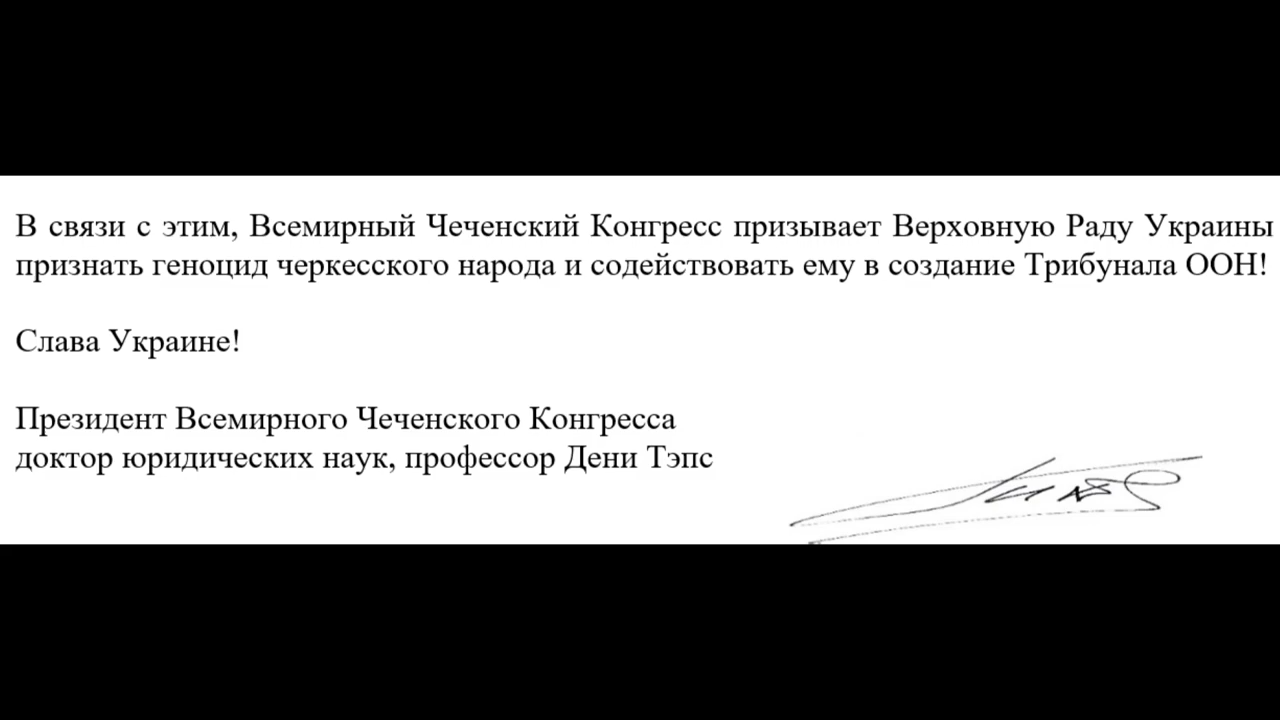 В связи с этим, Всемирный Чеченский Конгресс призывает Верховную Раду Украины
признать геноцид черкесского народа и содействовать ему в создание Трибунала ООН!
Слава Украине!
Президент Всемирного Чеченского Конгресса
доктор юридических наук, профессор Дени Тэпс